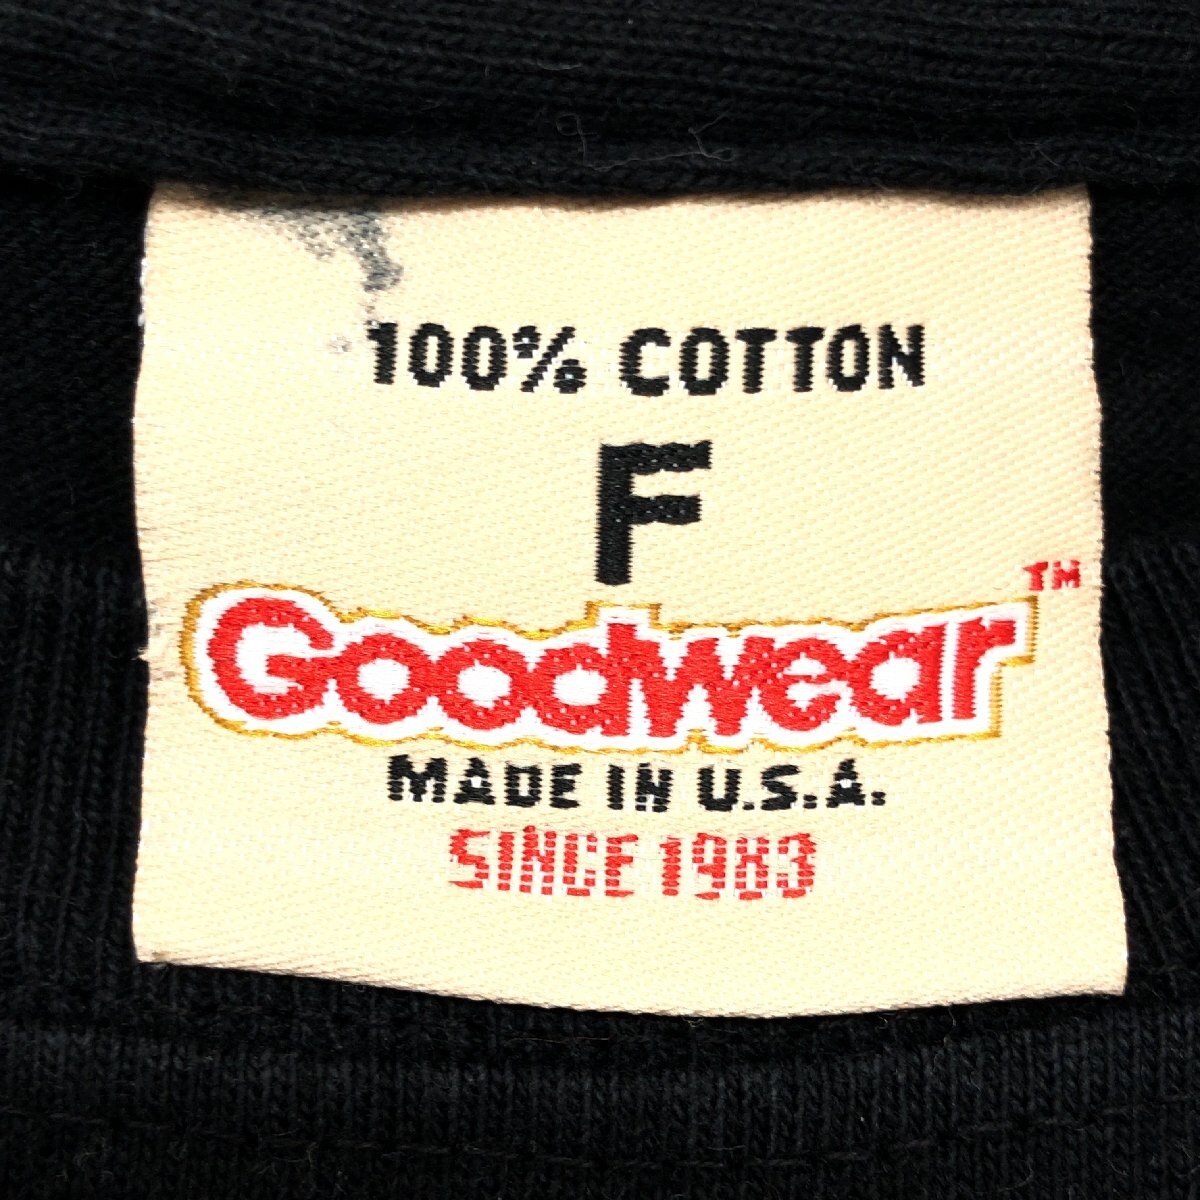 100% COTTON
F
Goodwear™
MADE IN U.S.A.
SINCE 1983